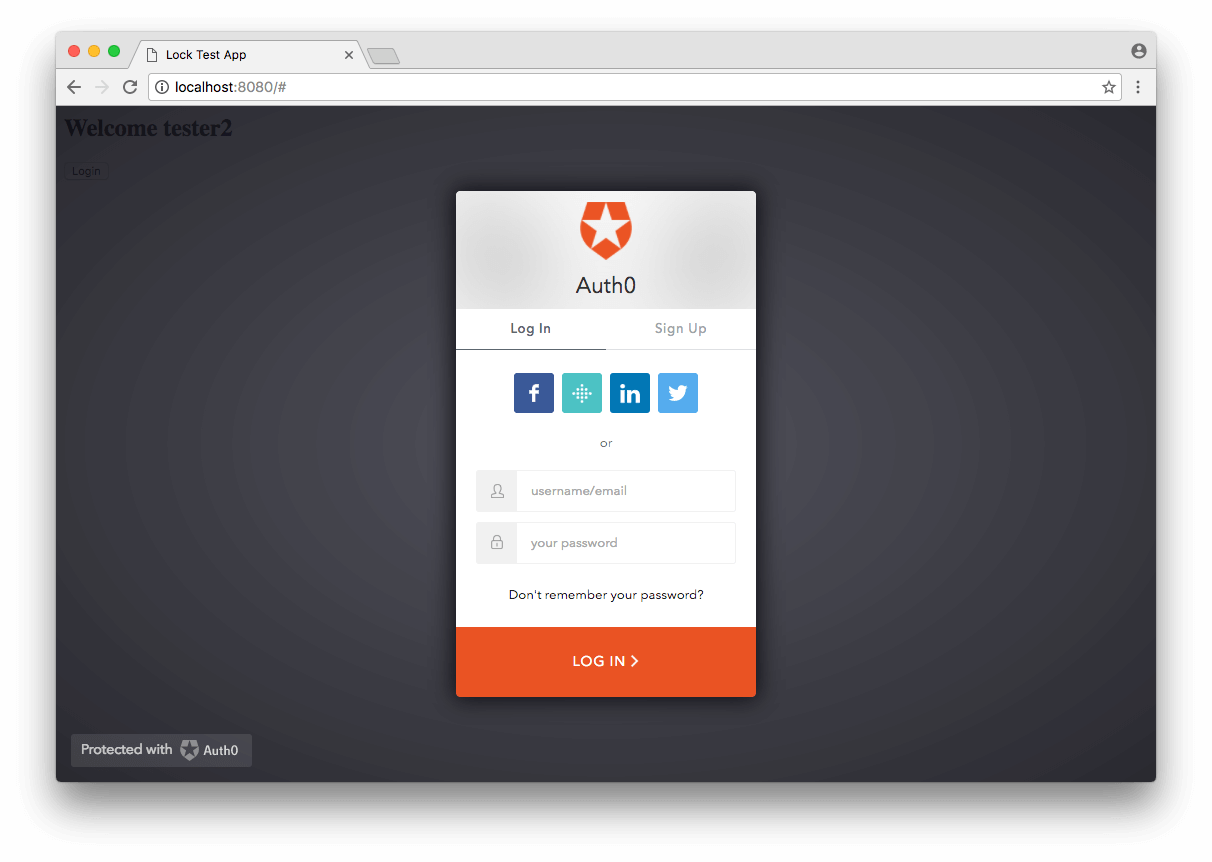 Lock Test App
localhost:8080/#
Welcome tester2
Login
Auth0
Log In Sign Up
f in
or
username/email
your password
Don't remember your password?
LOG IN
Protected with Auth0